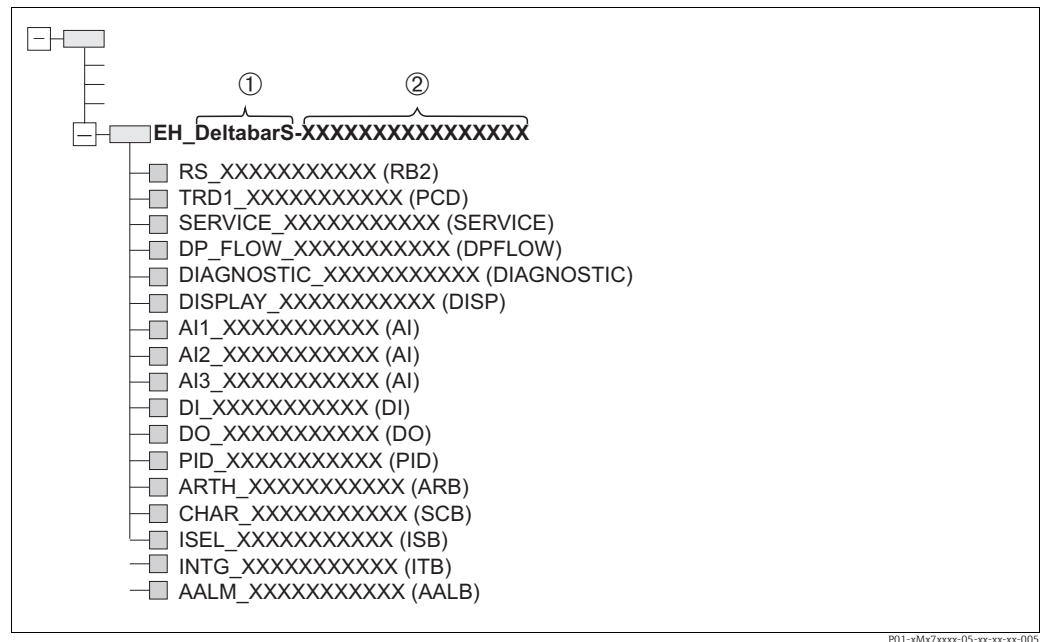 ① ②
EH_DeltabarS-XXXXXXXXXXXXXXXX
RS_XXXXXXXXXXX (RB2)
TRD1_XXXXXXXXXXX (PCD)
SERVICE_XXXXXXXXXXX (SERVICE)
DP_FLOW_XXXXXXXXXXX (DPFLOW)
DIAGNOSTIC_XXXXXXXXXXX (DIAGNOSTIC)
DISPLAY_XXXXXXXXXXX (DISP)
AI1_XXXXXXXXXXX (AI)
AI2_XXXXXXXXXXX (AI)
AI3_XXXXXXXXXXX (AI)
DI_XXXXXXXXXXX (DI)
DO_XXXXXXXXXXX (DO)
PID_XXXXXXXXXXX (PID)
ARTH_XXXXXXXXXXX (ARB)
CHAR_XXXXXXXXXXX (SCB)
ISEL_XXXXXXXXXXX (ISB)
INTG_XXXXXXXXXXX (ITB)
AALM_XXXXXXXXXXX (AALB)
P01-xMx7xxxx-05-xx-xx-xx-005